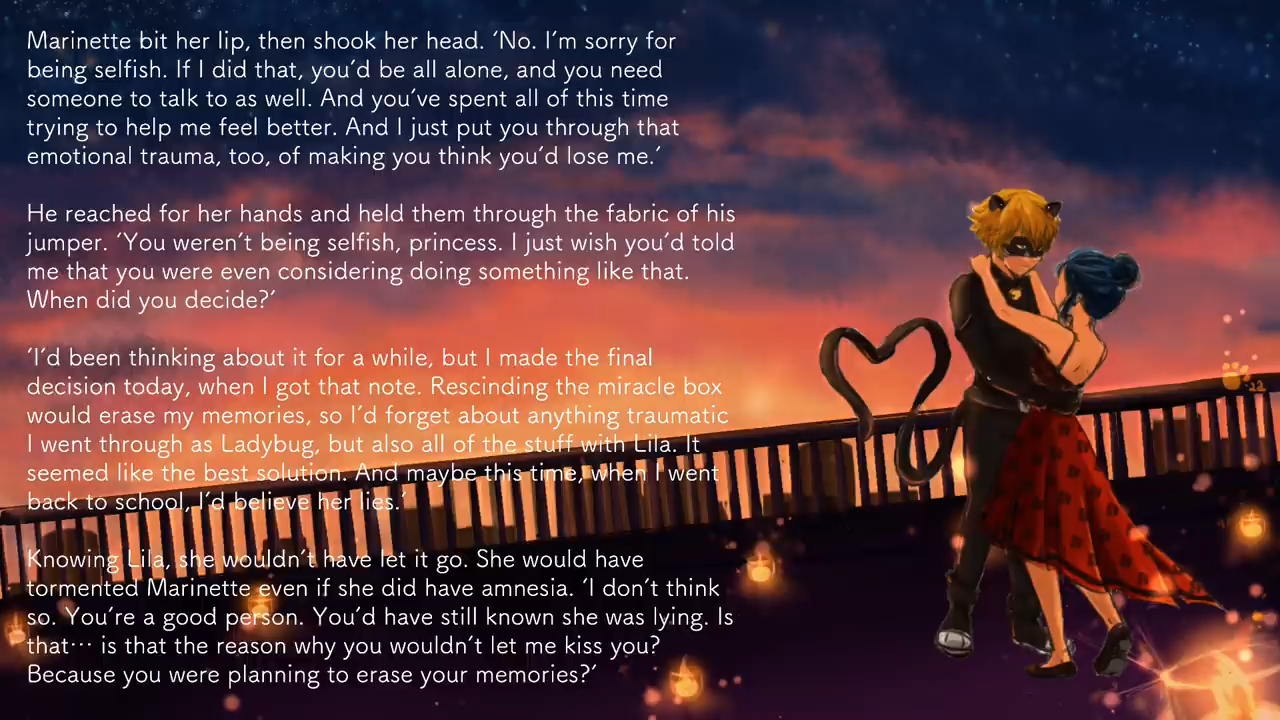 Marinette bit her lip, then shook her head. ‘No. I’m sorry for
being selfish. If I did that, you’d be all alone, and you need
someone to talk to as well. And you’ve spent all of this time
trying to help me feel better. And I just put you through that
emotional trauma, too, of making you think you’d lose me.’
He reached for her hands and held them through the fabric of his
jumper. ‘You weren’t being selfish, princess. I just wish you’d told
me that you were even considering doing something like that.
When did you decide?’
‘I’d been thinking about it for a while, but I made the final
decision today, when I got that note. Rescinding the miracle box
would erase my memories, so I’d forget about anything traumatic
I went through as Ladybug, but also all of the stuff with Lila. It
seemed like the best solution. And maybe this time, when I went
back to school, I’d believe her lies.’
Knowing Lila, she wouldn’t have let it go. She would have
tormented Marinette even if she did have amnesia. ‘I don’t think
so. You’re a good person. You’d have still known she was lying. Is
that… is that the reason why you wouldn’t let me kiss you?
Because you were planning to erase your memories?’